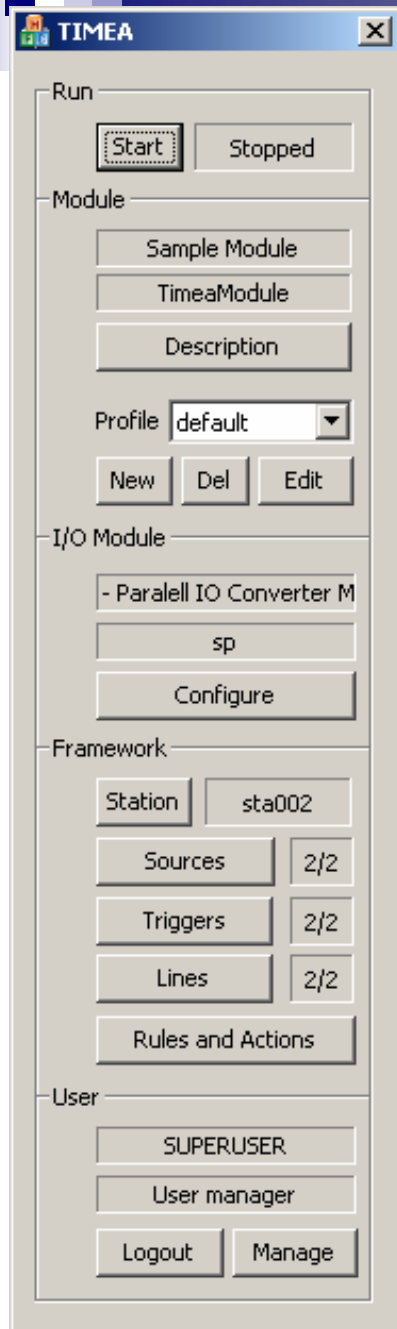 TIMEA
Run
Start Stopped
Module
Sample Module
TimeaModule
Description
Profile default
New Del Edit
I/O Module
- Paralell IO Converter M
sp
Configure
Framework
Station sta002
Sources 2/2
Triggers 2/2
Lines 2/2
Rules and Actions
User
SUPERUSER
User manager
Logout Manage